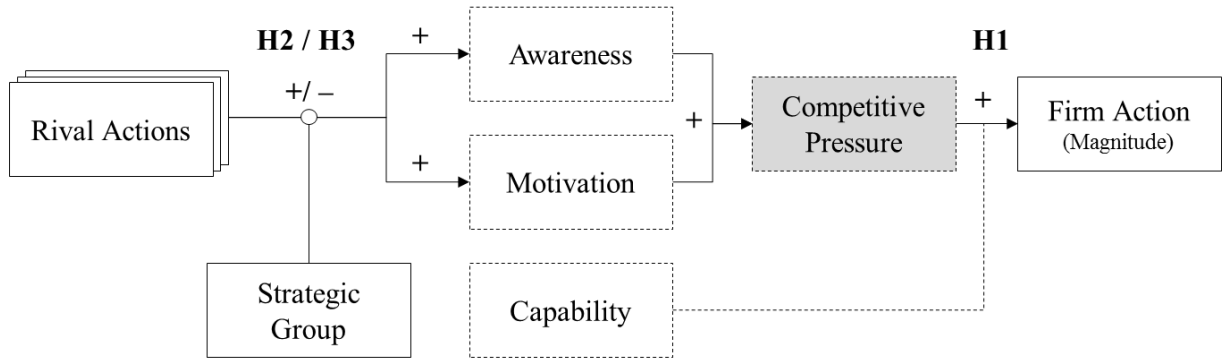 H2 / H3
H1
+
Awareness
+/ –
Rival Actions
+
Competitive
Pressure
+
Firm Action
(Magnitude)
+
Motivation
Strategic
Group
Capability